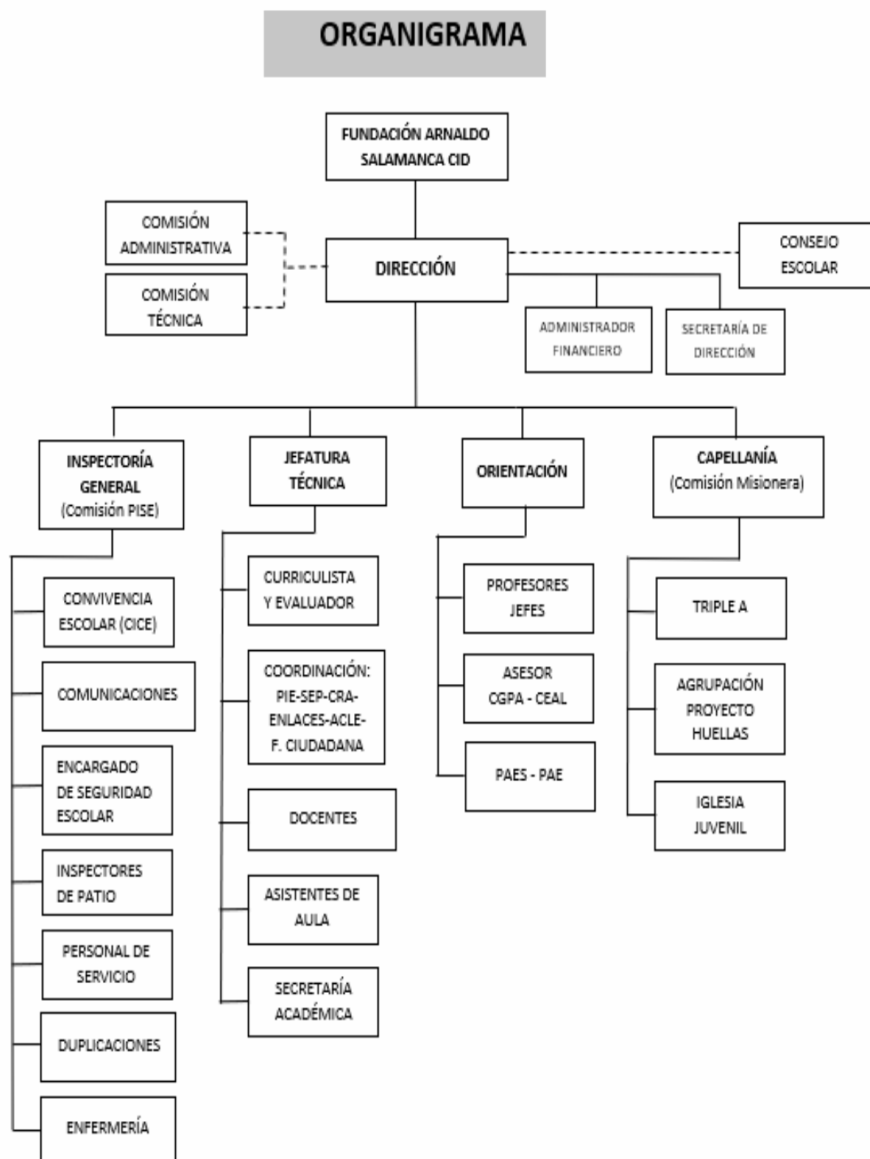 ORGANIGRAMA
FUNDACIÓN ARNALDO
SALAMANCA CID
COMISIÓN
ADMINISTRATIVA
COMISIÓN
TÉCNICA
DIRECCIÓN
CONSEJO
ESCOLAR
ADMINISTRADOR
FINANCIERO
SECRETARÍA DE
DIRECCIÓN
INSPECTORÍA
GENERAL
(Comisión PISE)
CONVIVENCIA
ESCOLAR (CICE)
COMUNICACIONES
ENCARGADO
DE SEGURIDAD
ESCOLAR
INSPECTORES
DE PATIO
PERSONAL DE
SERVICIO
DUPLICACIONES
ENFERMERÍA
JEFATURA
TÉCNICA
CURRICULISTA
Y EVALUADOR
COORDINACIÓN:
PIE-SEP-CRA-
ENLACES-ACLE-
F. CIUDADANA
DOCENTES
ASISTENTES DE
AULA
SECRETARÍA
ACADÉMICA
ORIENTACIÓN
PROFESORES
JEFES
ASESOR
CGPA - CEAL
PAES - PAE
CAPELLANÍA
(Comisión Misionera)
TRIPLE A
AGRUPACIÓN
PROYECTO
HUELLAS
IGLESIA
JUVENIL